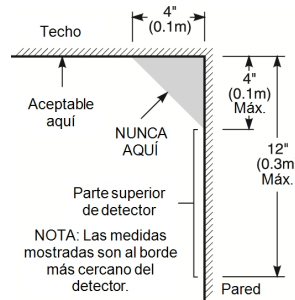 4"
(0.1m)
Techo
Aceptable
aquí
NUNCA
AQUÍ
4"
(0.1m)
Máx.
12"
(0.3m
Máx.
Parte superior
de detector
NOTA: Las medidas
mostradas son al borde
más cercano del
detector.
Pared